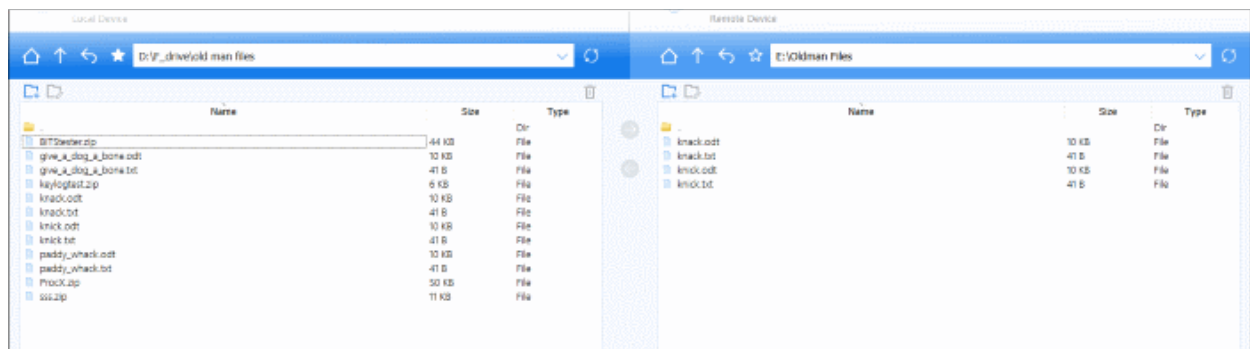 Local Device
Remote Device
D:\F_drive\old man files
E:\Oldman Files
Name Size Type
. Dir
BITStester.zip 44 KB File
give_a_dog_a_bone.odt 10 KB File
give_a_dog_a_bone.txt 41 B File
keylogtest.zip 6 KB File
knack.odt 10 KB File
knack.txt 41 B File
knick.odt 10 KB File
knick.txt 41 B File
paddy_whack.odt 10 KB File
paddy_whack.txt 41 B File
ProcX.zip 50 KB File
sss.zip 11 KB File
Name Size Type
. Dir
knack.odt 10 KB File
knack.txt 41 B File
knick.odt 10 KB File
knick.txt 41 B File